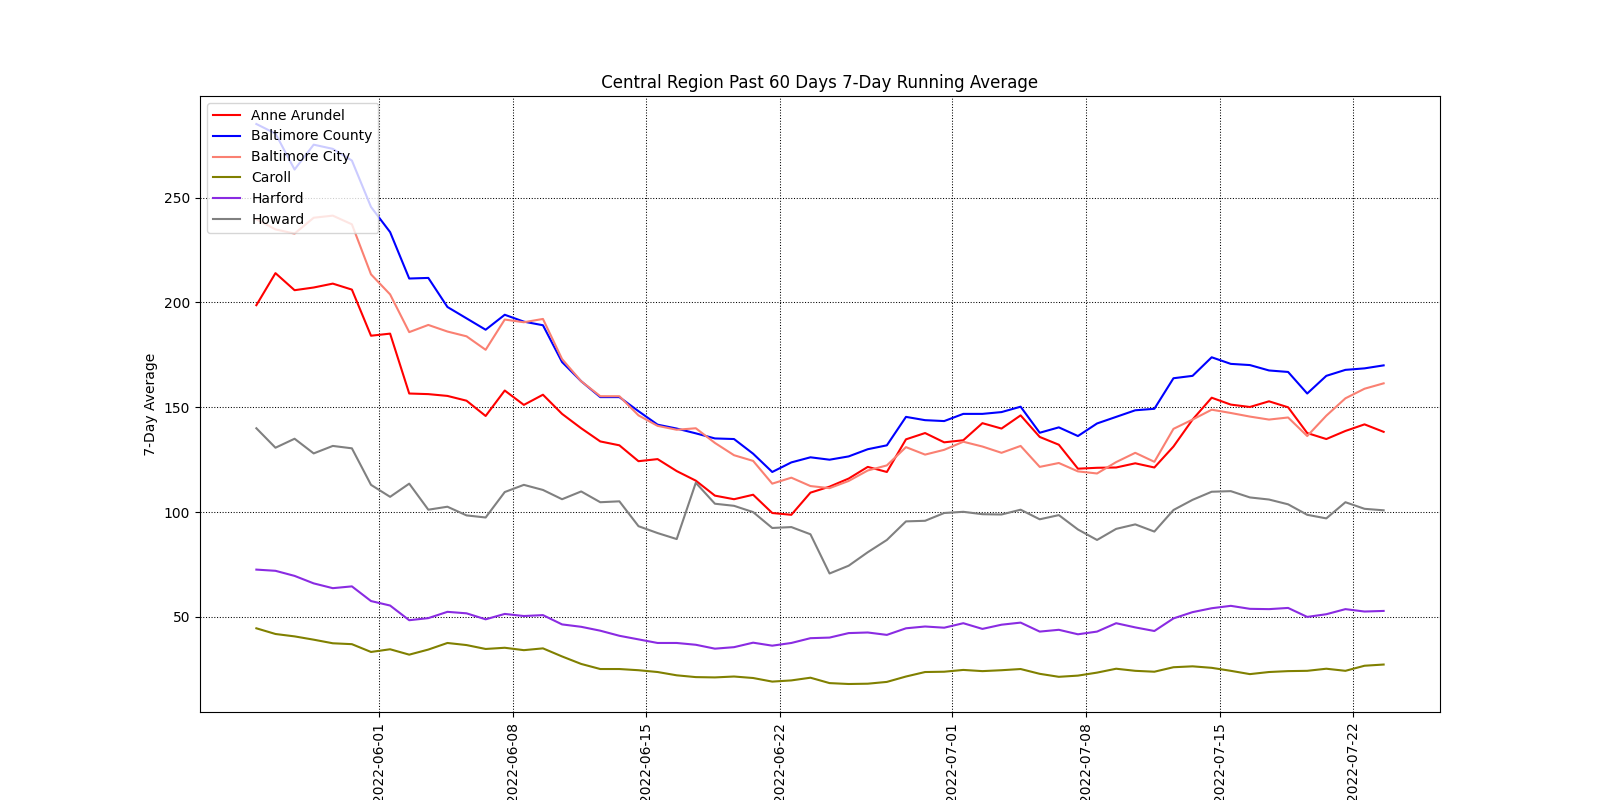 Central Region Past 60 Days 7-Day Running Average
Anne Arundel
Baltimore County
Baltimore City
Caroll
Harford
Howard
7-Day Average
250
200
150
100
50
2022-06-01
2022-06-08
2022-06-15
2022-06-22
2022-07-01
2022-07-08
2022-07-15
2022-07-22